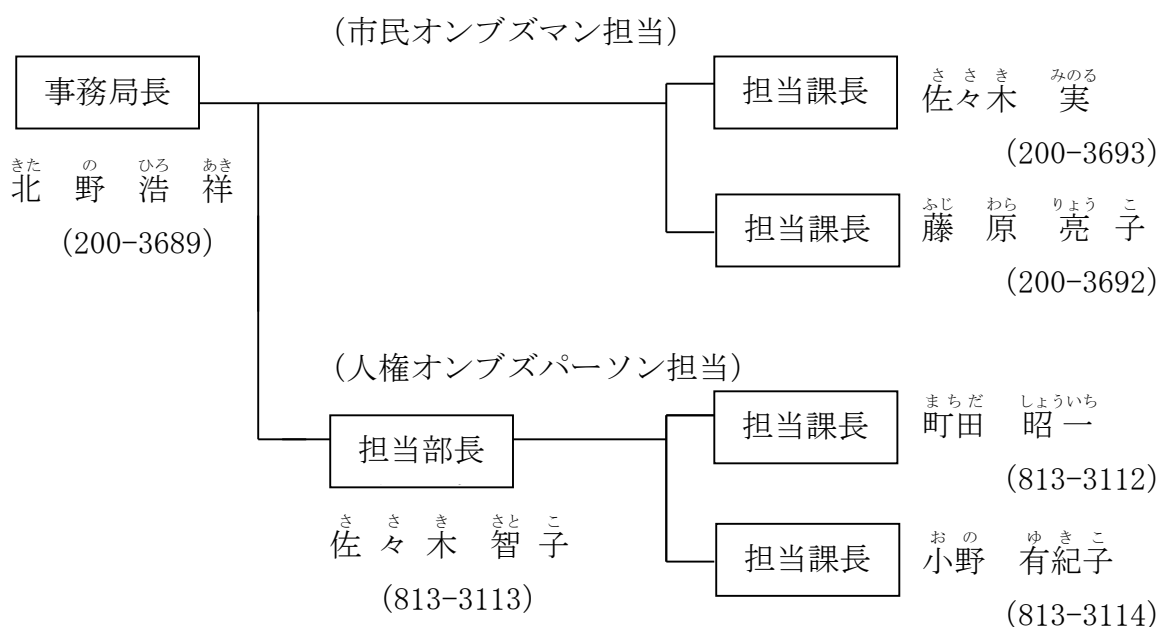 (市民オンブズマン担当)
事務局長
きた の ひろ あき
北 野 浩 祥
(200-3689)
担当課長
さ さ き みのる
佐々木 実
(200-3693)
担当課長
ふじ わら りょう こ
藤 原 亮 子
(200-3692)
(人権オンブズパーソン担当)
担当部長
さ さ き さと こ
佐 々 木 智 子
(813-3113)
担当課長
まちだ しょういち
町田 昭一
(813-3112)
担当課長
おの ゆきこ
小野 有紀子
(813-3114)